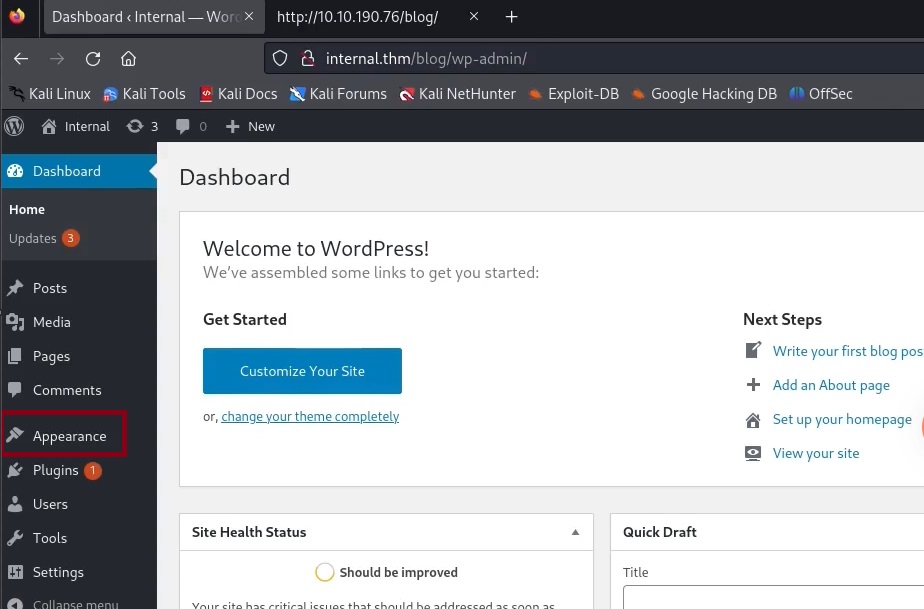 Dashboard ‹ Internal — Wor
http://10.10.190.76/blog/
internal.thm/blog/wp-admin/
Kali Linux Kali Tools Kali Docs Kali Forums Kali NetHunter Exploit-DB Google Hacking DB OffSec
Internal 3 0 New
Dashboard
Home
Updates 3
Posts
Media
Pages
Comments
Appearance
Plugins 1
Users
Tools
Settings
Collapse menu
Dashboard
Welcome to WordPress!
We've assembled some links to get you started:
Get Started
Customize Your Site
or, change your theme completely
Next Steps
Write your first blog pos
Add an About page
Set up your homepage
View your site
Site Health Status
Should be improved
Your site has critical issues that should be addressed as soon as
Quick Draft
Title